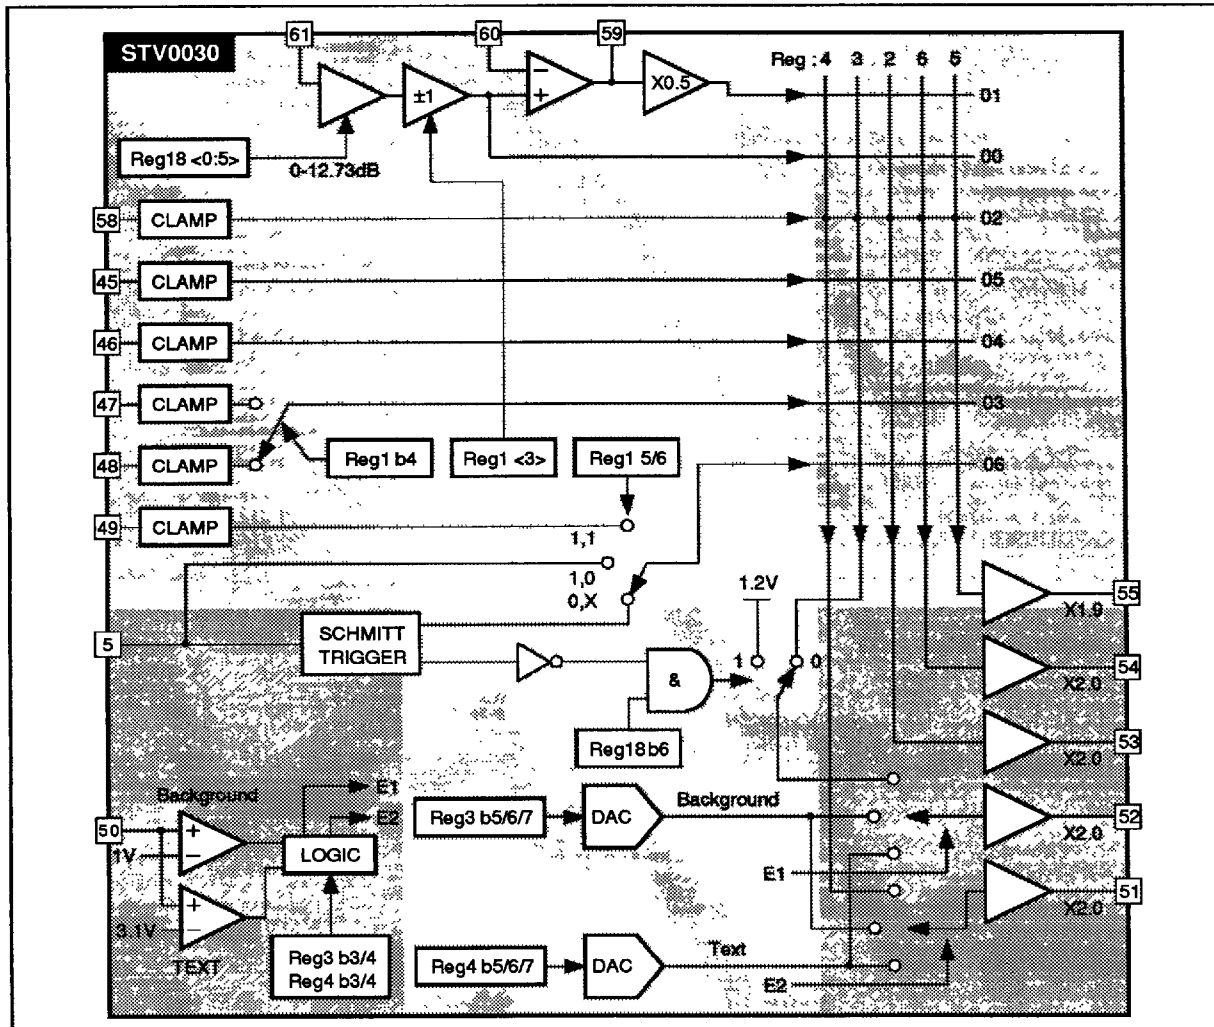 STV0030
61
60
59
Reg : 4 3 2 6 5
±1
−
+
X0.5
01
Reg18 <0:5>
0-12.73dB
00
58
CLAMP
02
45
CLAMP
05
46
CLAMP
04
47
CLAMP
03
48
CLAMP
Reg1 b4
Reg1 <3>
Reg1 5/6
06
49
CLAMP
1,1
1,0
0,X
1.2V
55
X1.9
5
SCHMITT
TRIGGER
&
1
0
54
X2.0
Reg18 b6
53
X2.0
Background
E1
E2
50
+
−
1V
LOGIC
Reg3 b5/6/7
DAC
Background
52
X2.0
E1
+
−
3.1V
TEXT
51
X2.0
Reg3 b3/4
Reg4 b3/4
Reg4 b5/6/7
DAC
Text
E2